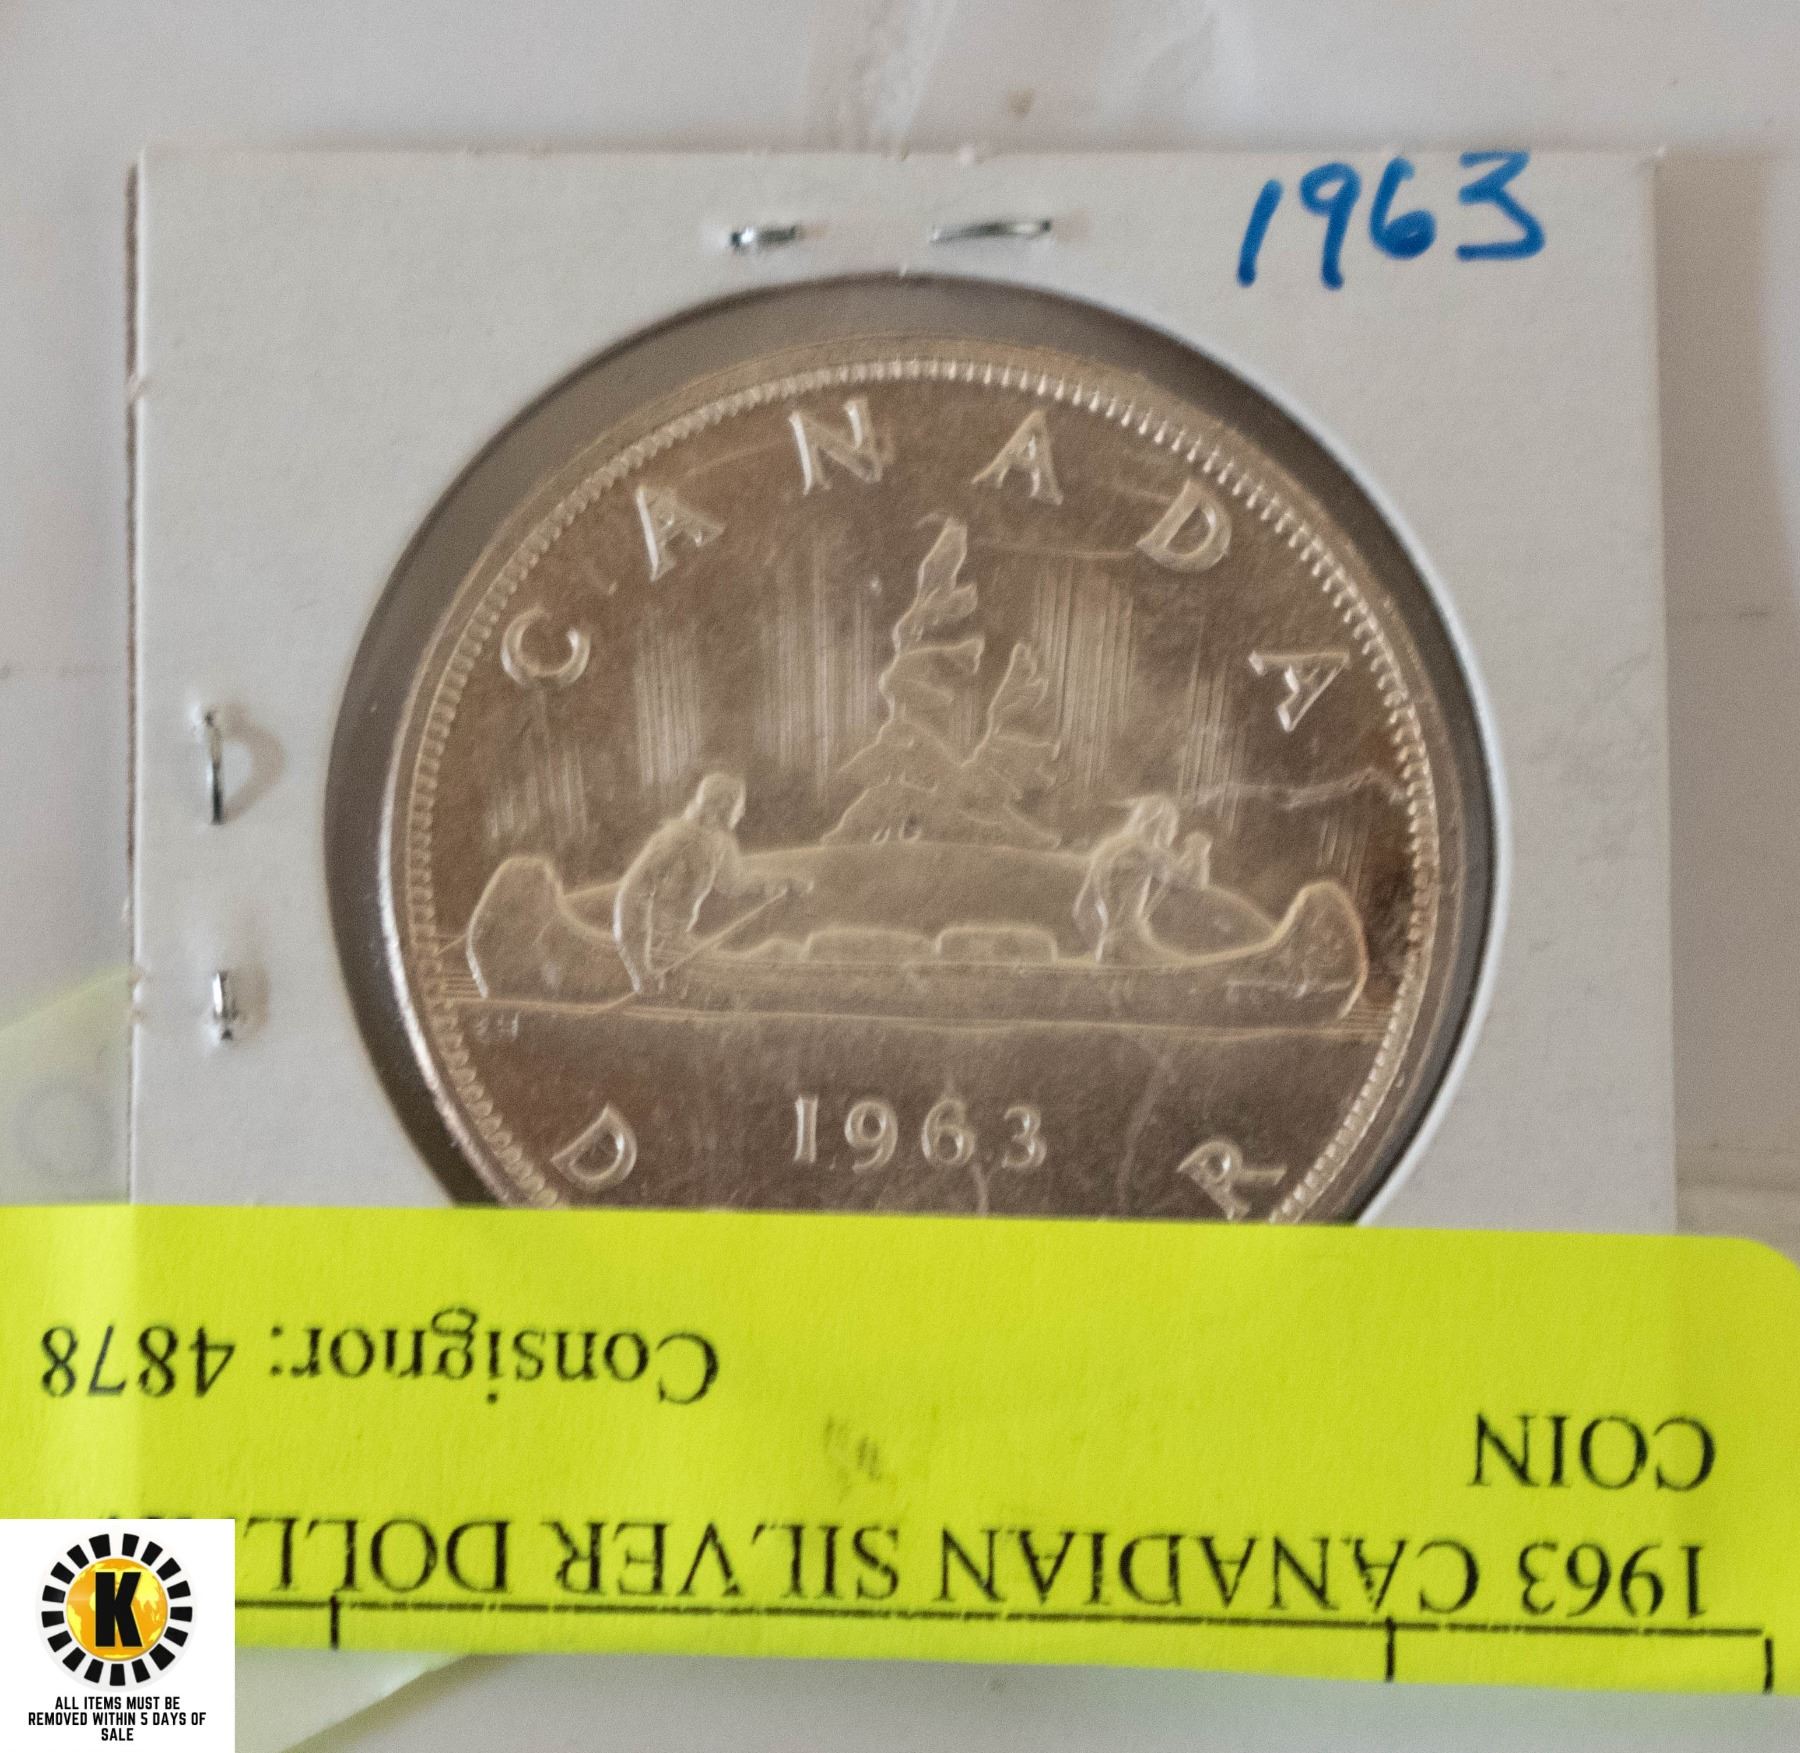 1963
CANADA
1963
D R
Consignor: 4878
COIN
1963 CANADIAN SILVER
K
ALL ITEMS MUST BE
REMOVED WITHIN 5 DAYS OF
SALE